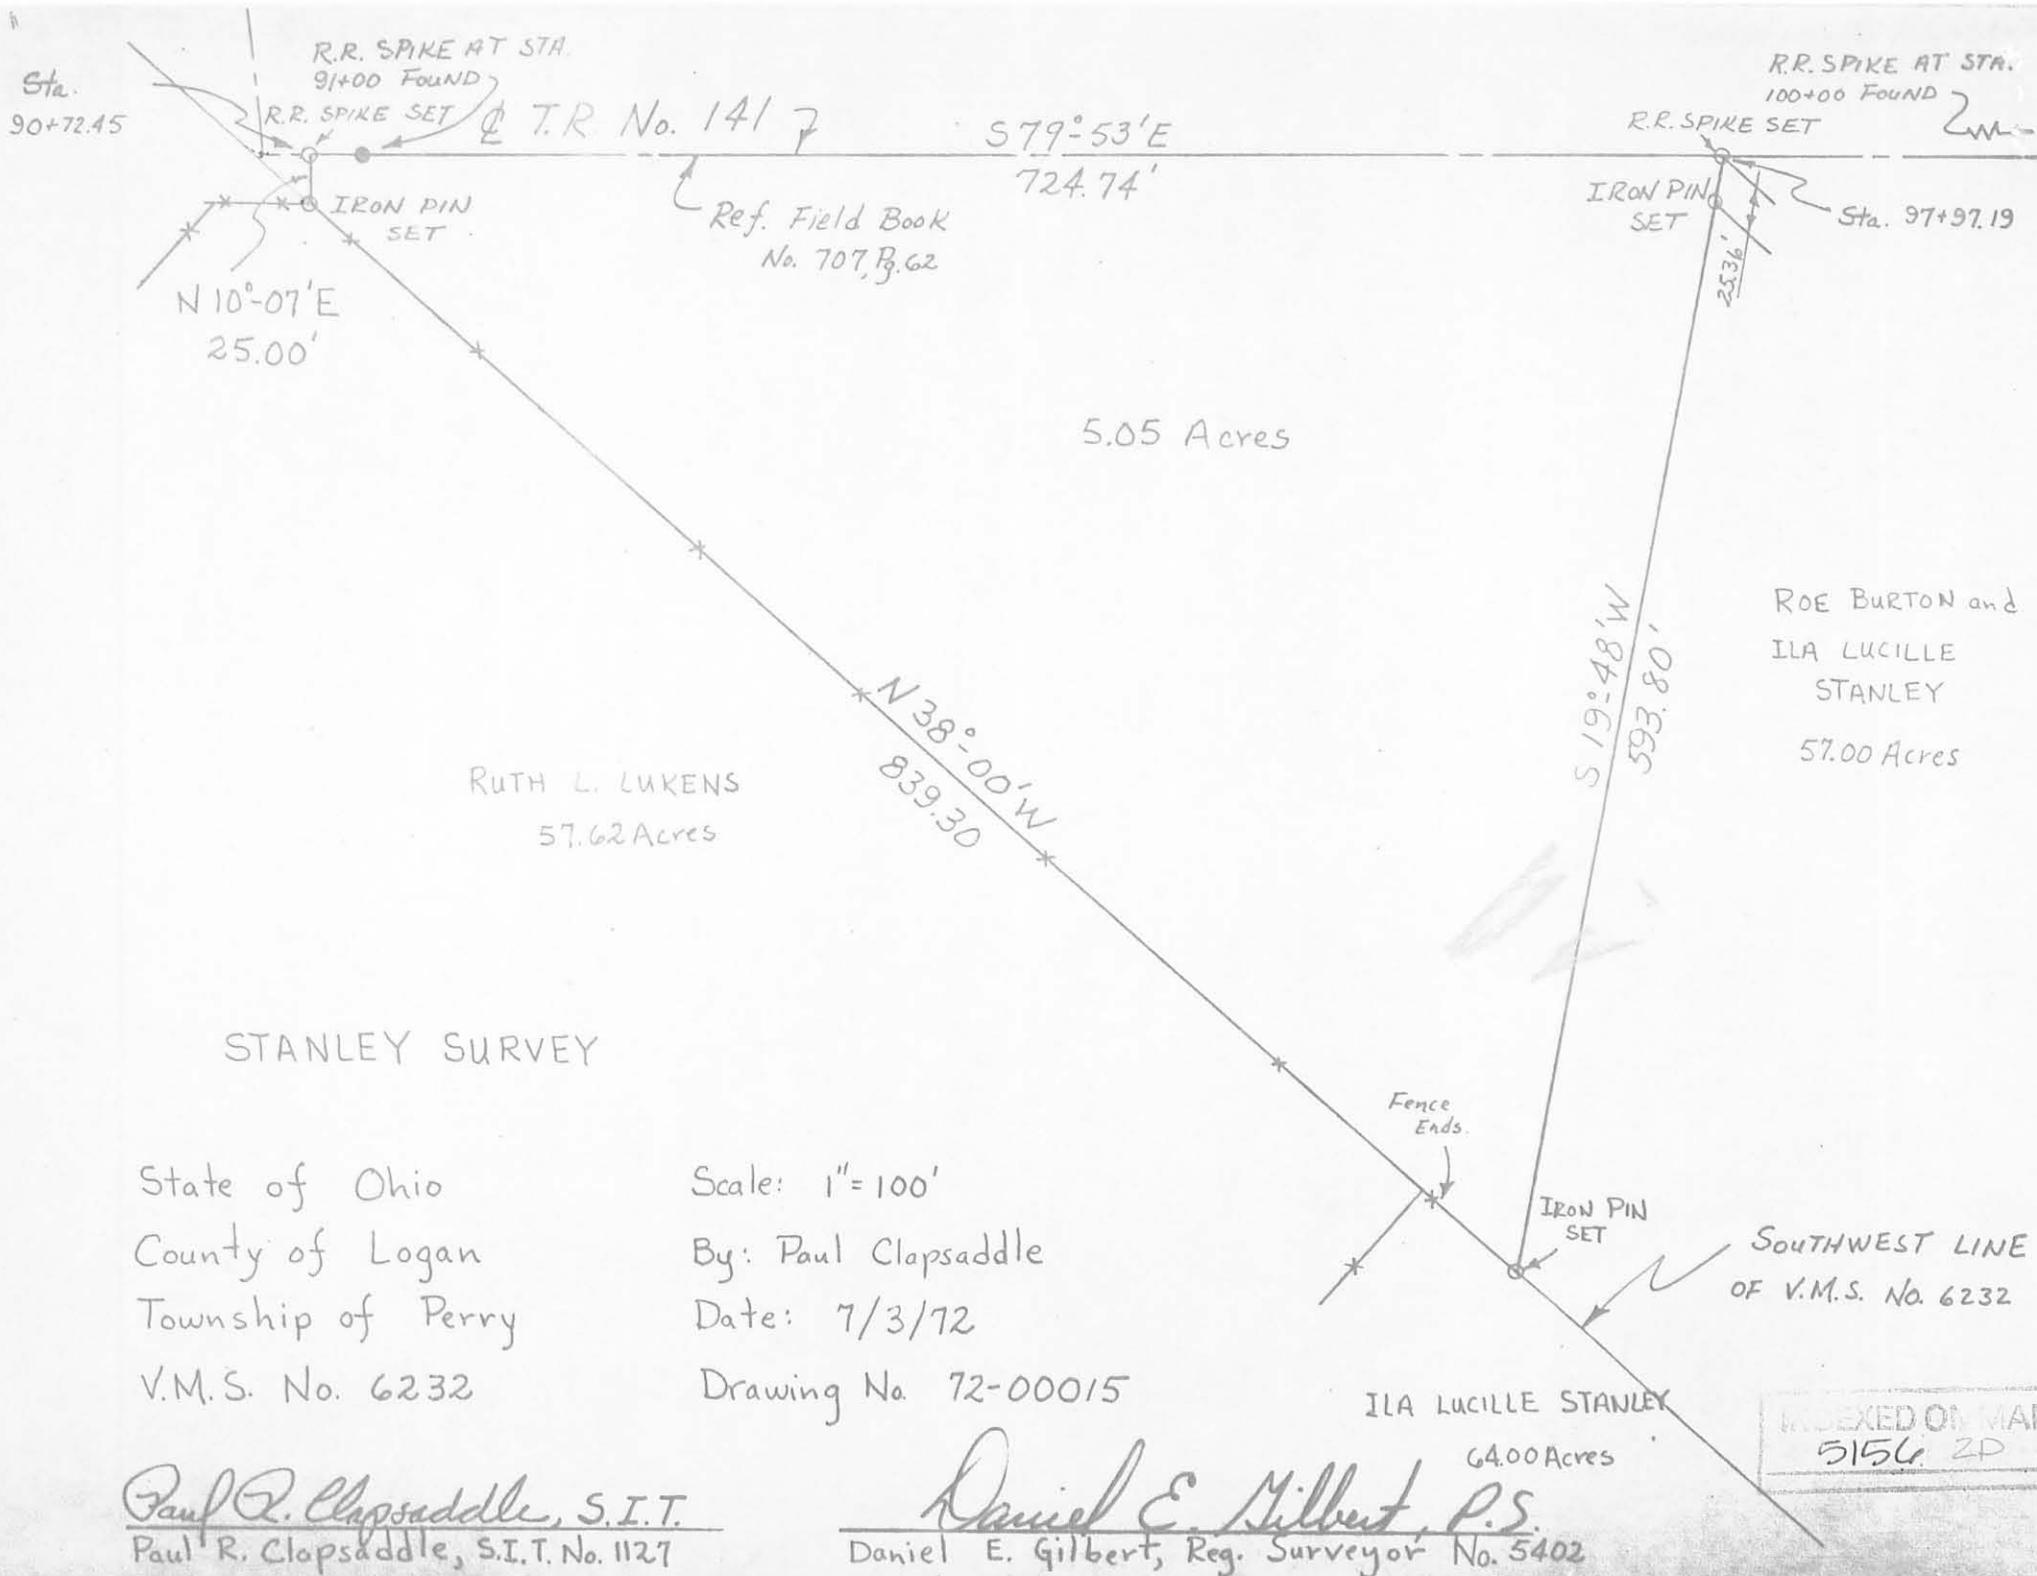 R.R. SPIKE AT STA.
91+00 FOUND
Sta.
90+72.45
R.R. SPIKE SET
℄ T.R No. 141
S 79°-53'E
724.74'
R.R. SPIKE AT STA.
100+00 FOUND
R.R. SPIKE SET
IRON PIN
SET
Ref. Field Book
No. 707, Pg. 62
IRON PIN
SET
Sta. 97+97.19
25.36'
N 10°-07'E
25.00'
5.05 Acres
S 19°-48'W
593.80'
ROE BURTON and
ILA LUCILLE
STANLEY
57.00 Acres
N 38°-00'W
839.30
RUTH L. LUKENS
57.62 Acres
STANLEY SURVEY
Fence
Ends.
IRON PIN
SET
SOUTHWEST LINE
OF V.M.S. No. 6232
State of Ohio
County of Logan
Township of Perry
V.M.S. No. 6232
Scale: 1"=100'
By: Paul Clapsaddle
Date: 7/3/72
Drawing No. 72-00015
ILA LUCILLE STANLEY
64.00 Acres
INDEXED ON MAP
5156 2D
Paul R. Clapsaddle, S.I.T.
Paul R. Clapsaddle, S.I.T. No. 1127
Daniel E. Gilbert, P.S.
Daniel E. Gilbert, Reg. Surveyor No. 5402